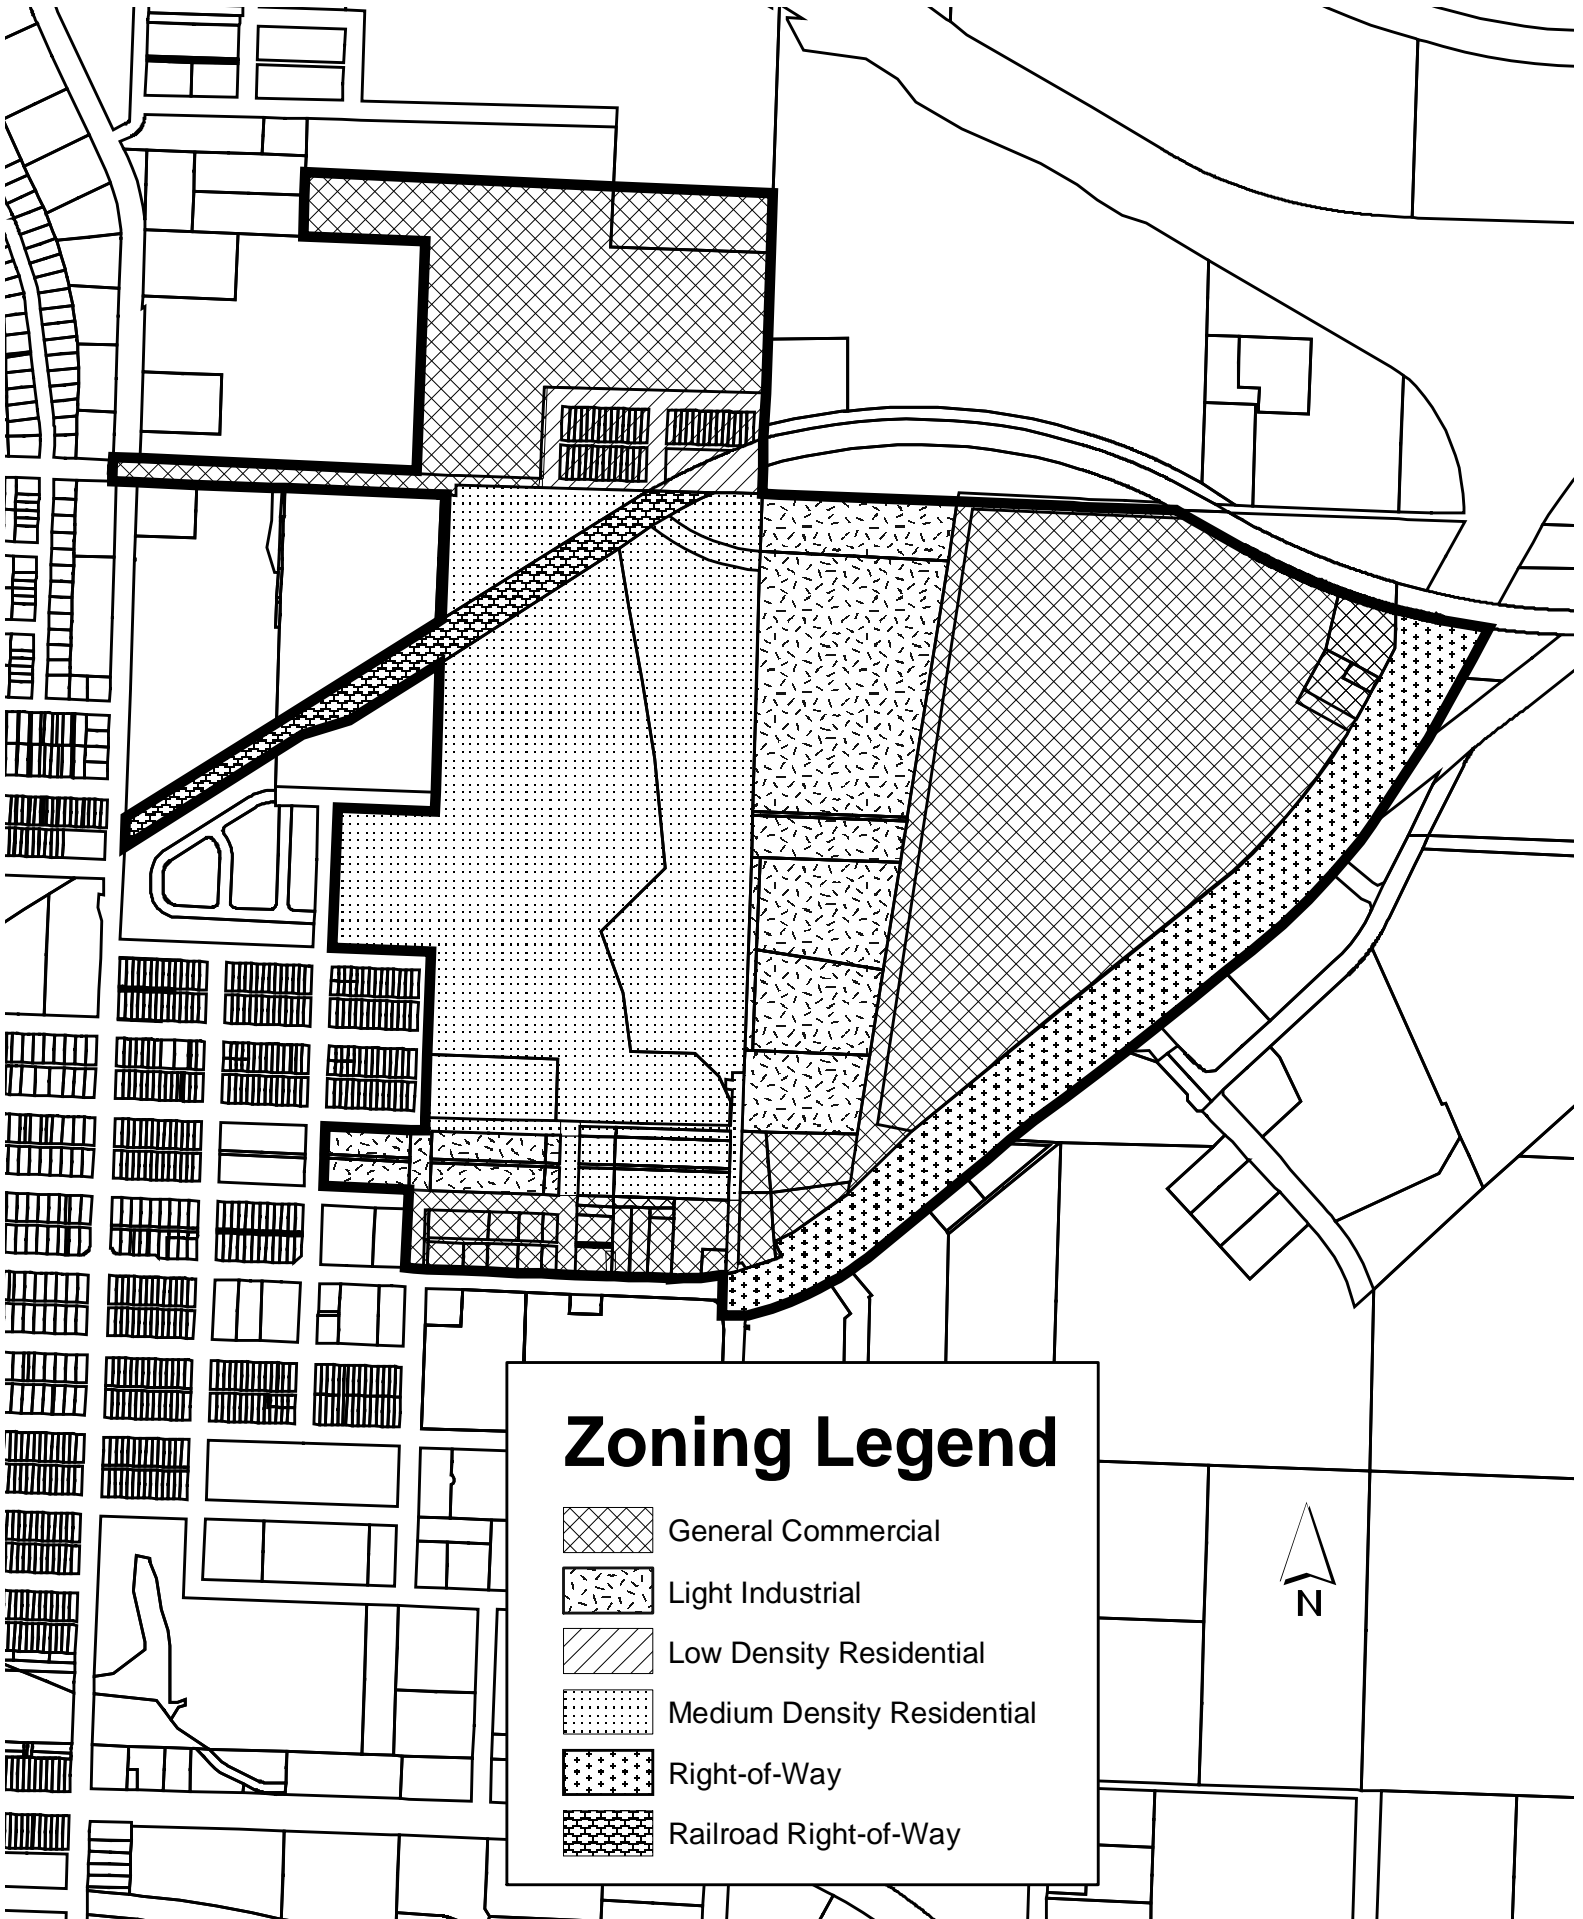 Zoning Legend
General Commercial
Light Industrial
Low Density Residential
Medium Density Residential
Right-of-Way
Railroad Right-of-Way
N